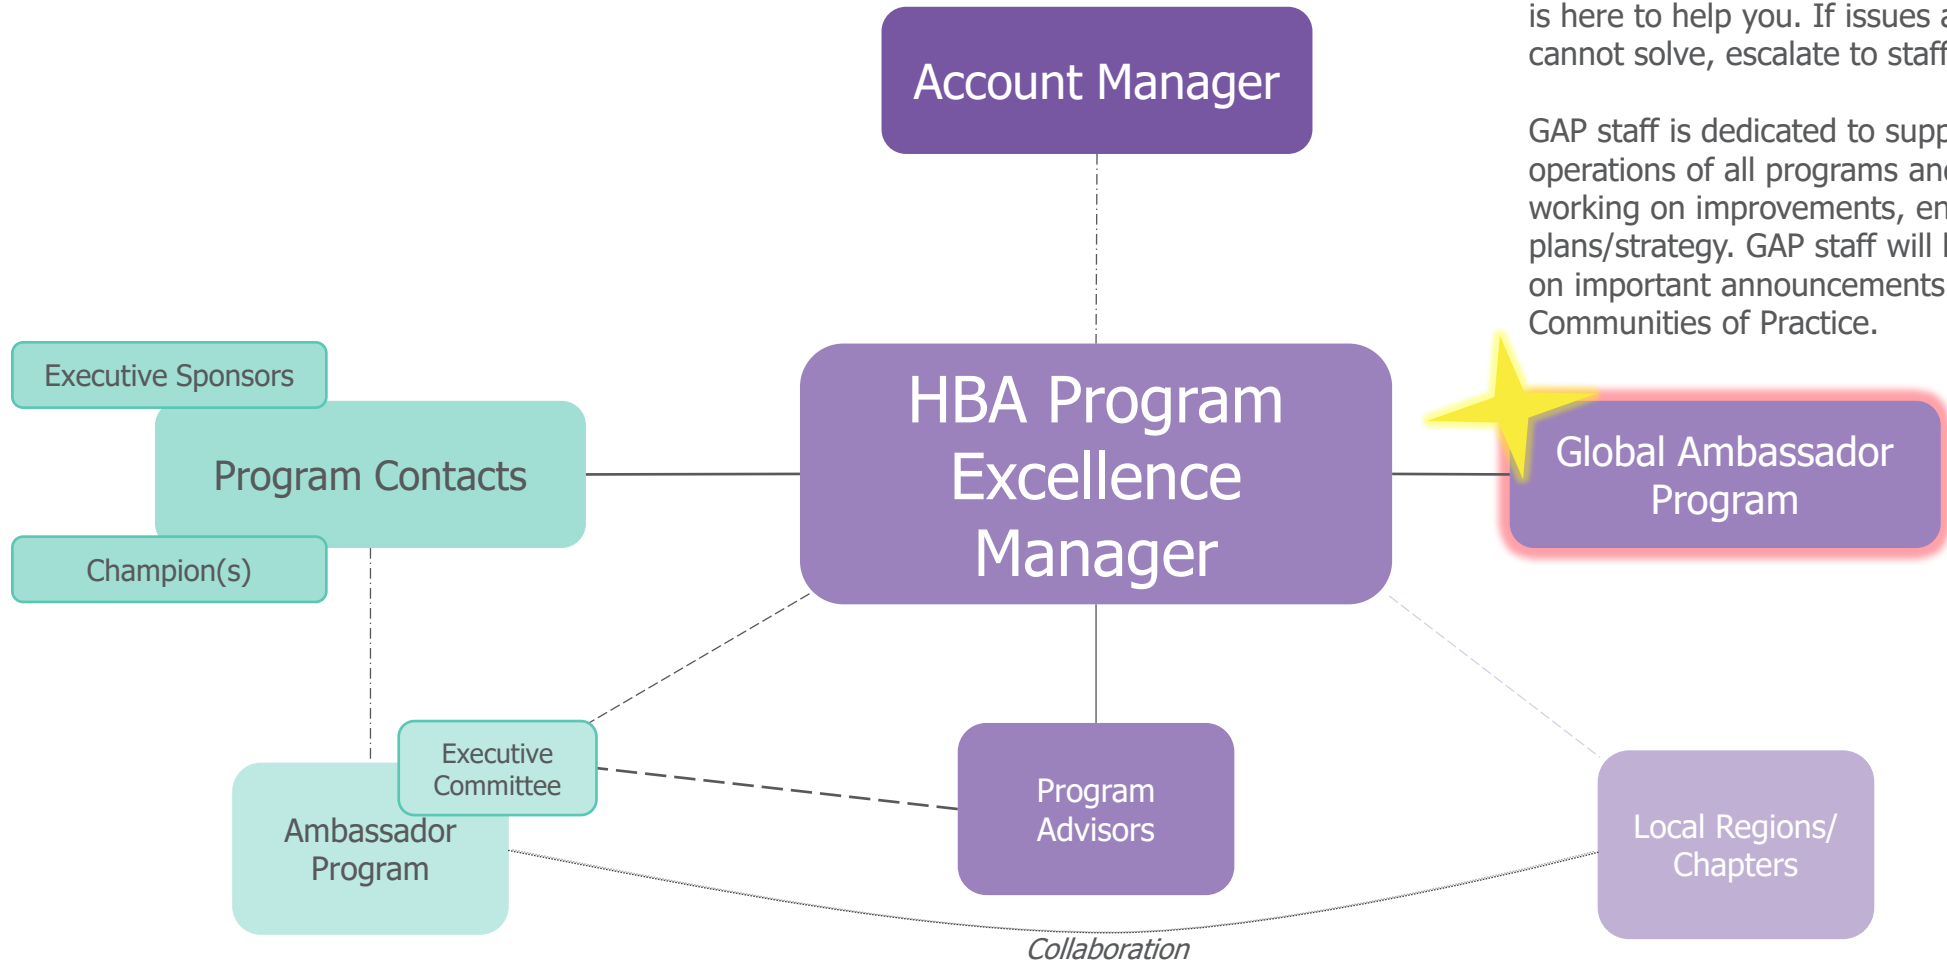 is here to help you. If issues
cannot solve, escalate to staff
GAP staff is dedicated to
operations of all programs
working on improvements,
plans/strategy. GAP staff will
on important announcements
Communities of Practice.
Account Manager
Executive Sponsors
Program Contacts
Champion(s)
HBA Program
Excellence
Manager
Global Ambassador
Program
Executive
Committee
Ambassador
Program
Program
Advisors
Local Regions/
Chapters
Collaboration